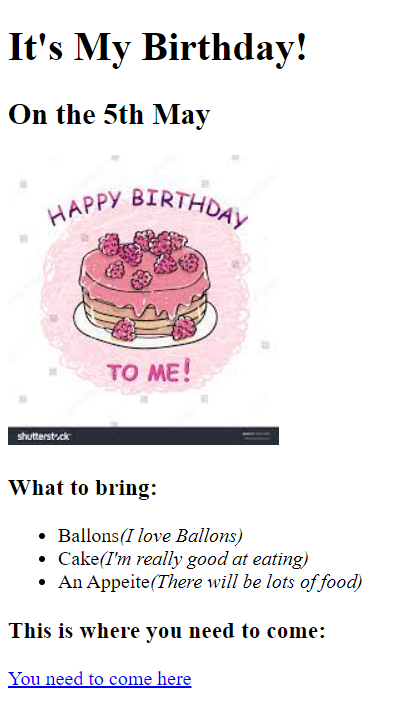 It's My Birthday!
On the 5th May
HAPPY BIRTHDAY
TO ME!
shutterstock
What to bring:
Ballons(I love Ballons)
Cake(I'm really good at eating)
An Appeite(There will be lots of food)
This is where you need to come:
You need to come here